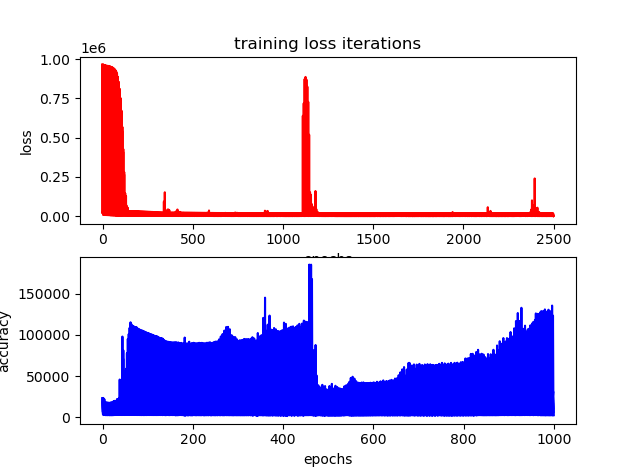 training loss iterations
1e6
1.00
0.75
0.50
0.25
0.00
loss
0 500 1000 1500 2000 2500
epochs
150000
100000
50000
0
accuracy
0 200 400 600 800 1000
epochs